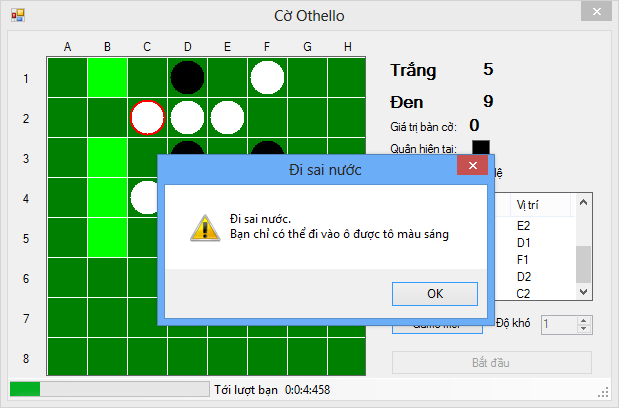 Cờ Othello
A B C D E F G H
1
2
3
4
5
6
7
8
Trắng 5
Đen 9
Giá trị bàn cờ: 0
Quân hiện tại:
Đi sai nước
Đi sai nước.
Bạn chỉ có thể đi vào ô được tô màu sáng
OK
Vị trí
E2
D1
F1
D2
C2
Độ khó 1
Bắt đầu
Tới lượt bạn 0:0:4:458